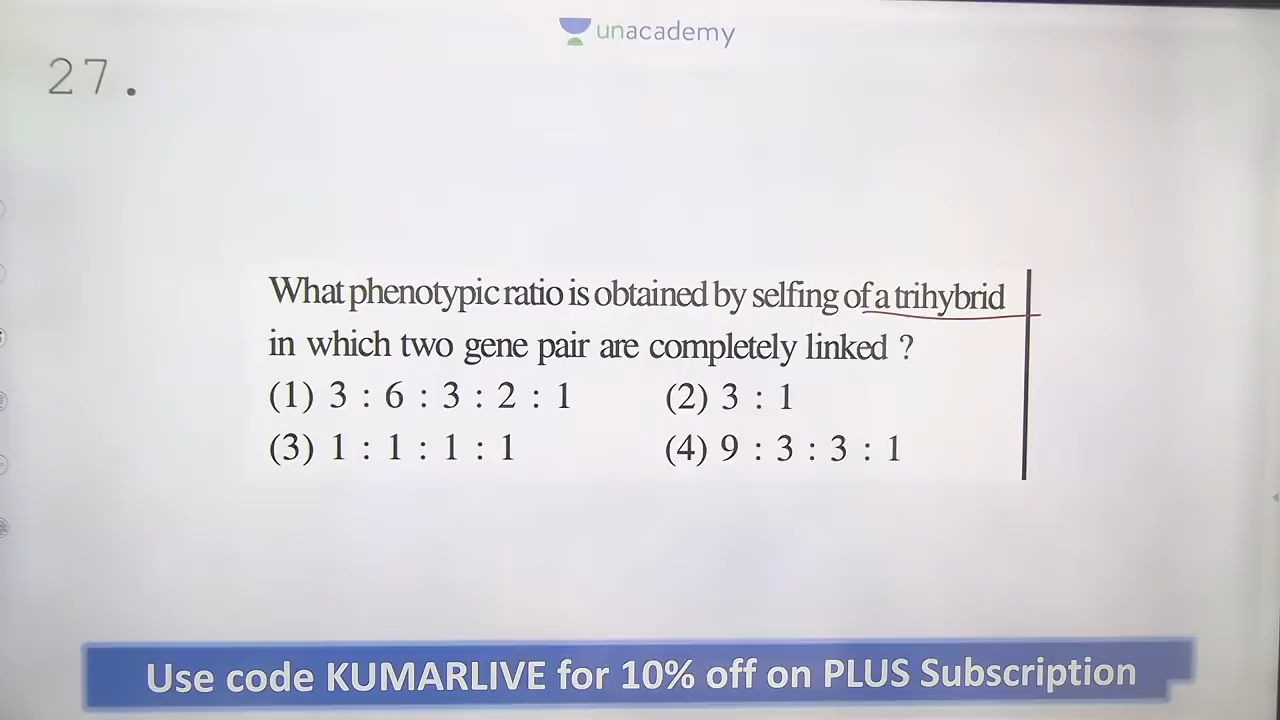 unacademy
27.
What phenotypic ratio is obtained by selfing of a trihybrid
in which two gene pair are completely linked ?
(1) 3 : 6 : 3 : 2 : 1 (2) 3 : 1
(3) 1 : 1 : 1 : 1 (4) 9 : 3 : 3 : 1
Use code KUMARLIVE for 10% off on PLUS Subscription